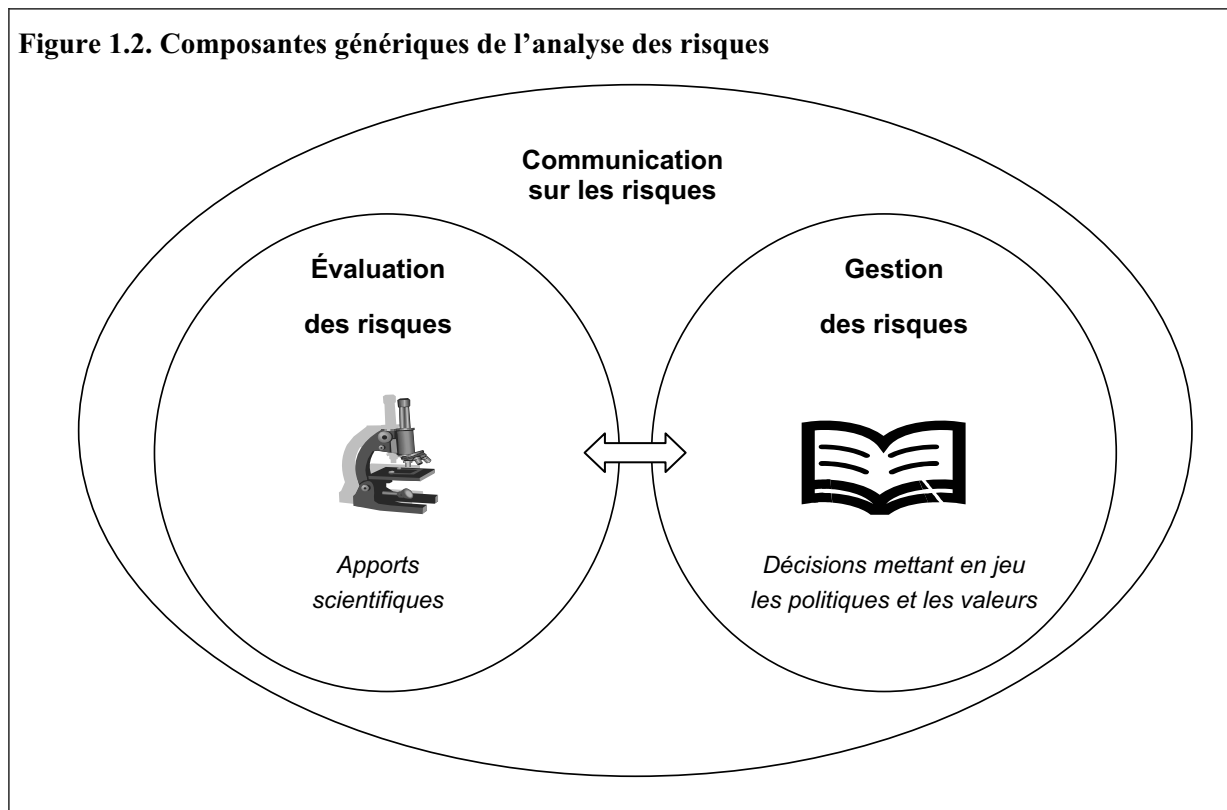 Figure 1.2. Composantes génériques de l’analyse des risques
Communication
sur les risques
Évaluation
des risques
Gestion
des risques
Apports
scientifiques
Décisions mettant en jeu
les politiques et les valeurs